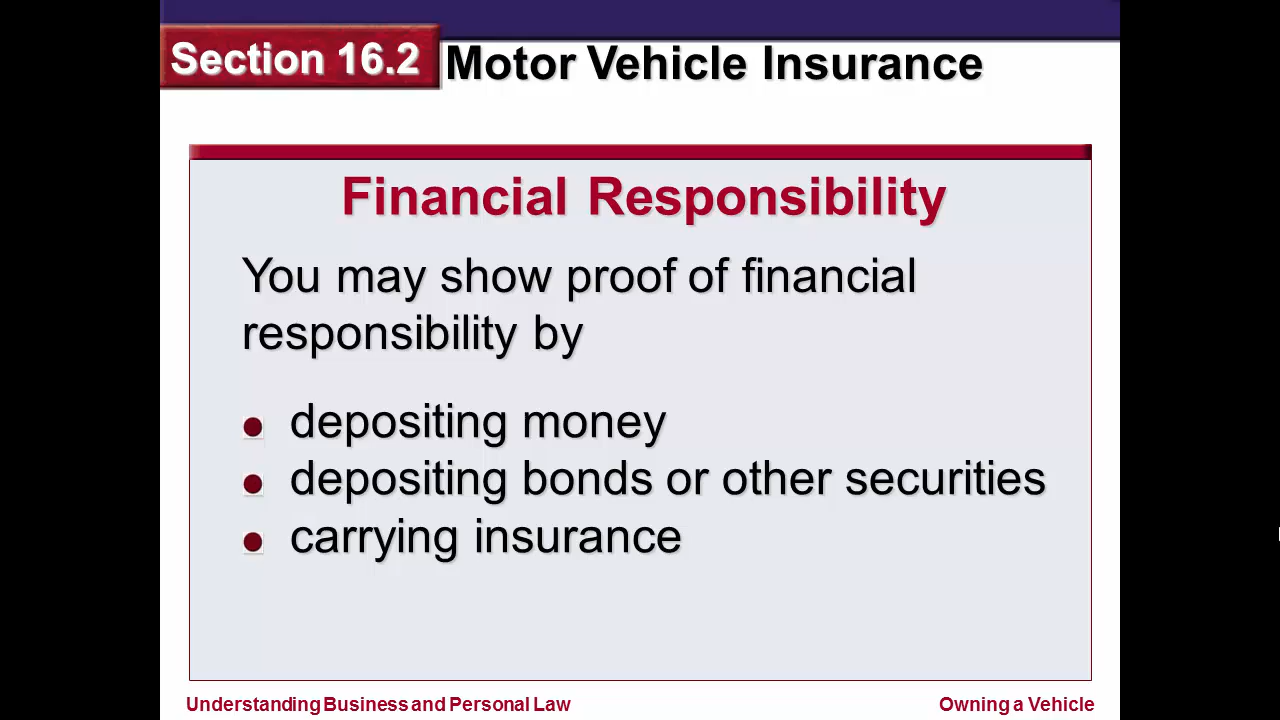 Section 16.2 Motor Vehicle Insurance
Financial Responsibility
You may show proof of financial
responsibility by
depositing money
depositing bonds or other securities
carrying insurance
Understanding Business and Personal Law Owning a Vehicle